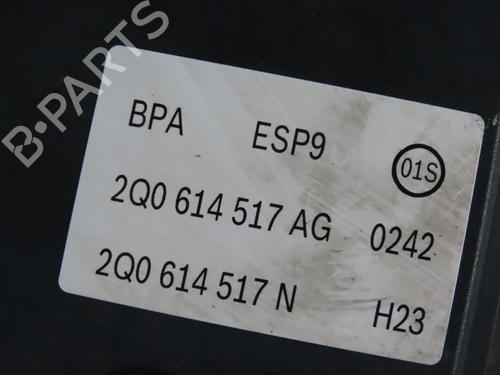 B-PARTS
BPA ESP9 01S
2Q0 614 517 AG 0242
2Q0 614 517 N H23